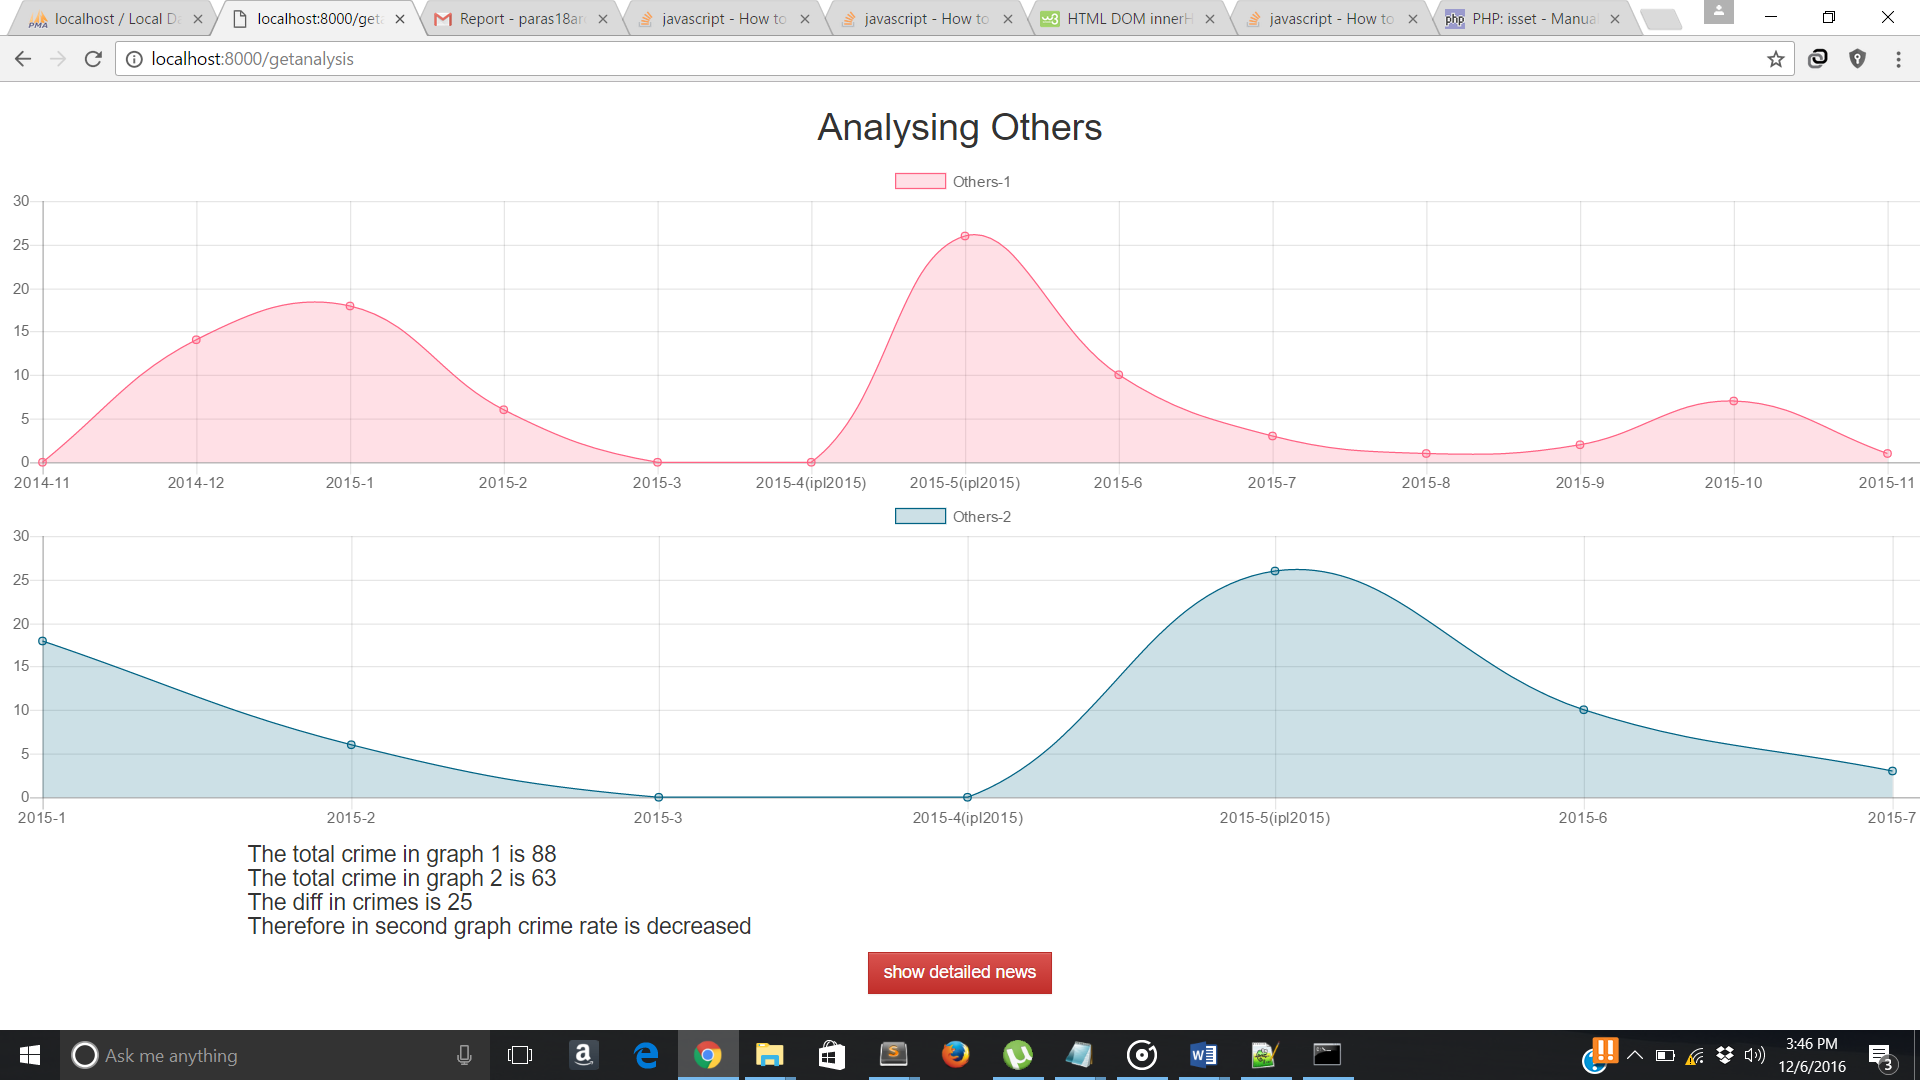 localhost / Local Da
localhost:8000/geta
Report - paras18aro
javascript - How to
javascript - How to
HTML DOM innerH
javascript - How to
php PHP: isset - Manual
localhost:8000/getanalysis
Analysing Others
Others-1
30
25
20
15
10
5
0
2014-11 2014-12 2015-1 2015-2 2015-3 2015-4(ipl2015) 2015-5(ipl2015) 2015-6 2015-7 2015-8 2015-9 2015-10 2015-11
Others-2
30
25
20
15
10
5
0
2015-1 2015-2 2015-3 2015-4(ipl2015) 2015-5(ipl2015) 2015-6 2015-7
The total crime in graph 1 is 88
The total crime in graph 2 is 63
The diff in crimes is 25
Therefore in second graph crime rate is decreased
show detailed news
Ask me anything
3:46 PM
12/6/2016
3